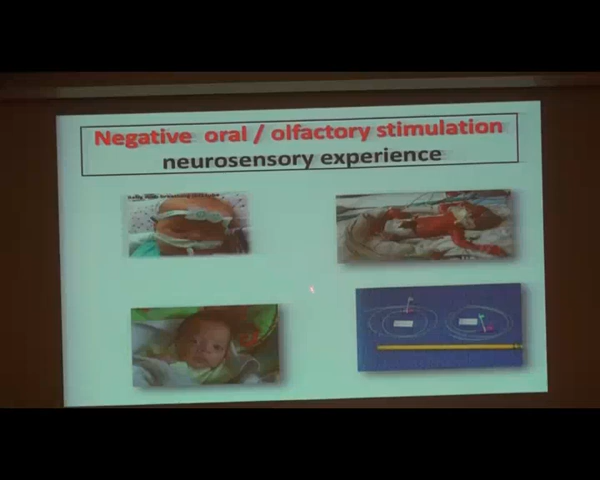 Negative oral / olfactory stimulation
neurosensory experience